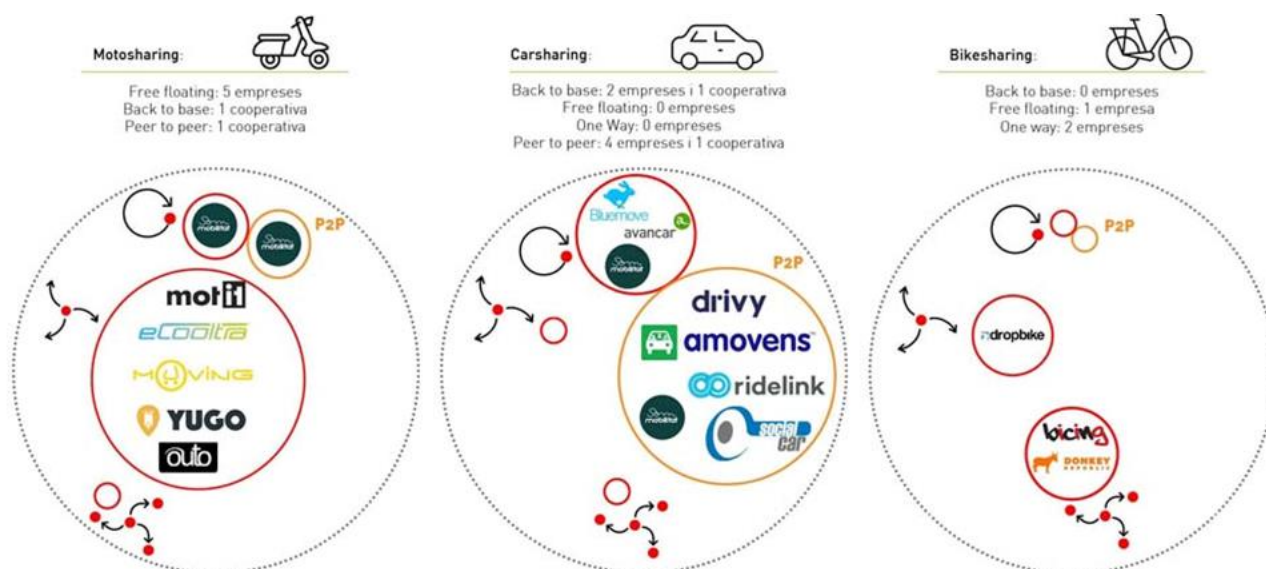 Motosharing:
Free floating: 5 empreses
Back to base: 1 cooperativa
Peer to peer: 1 cooperativa
P2P
motit
eCooltra
MUVING
YUGO
auto
Carsharing:
Back to base: 2 empreses i 1 cooperativa
Free floating: 0 empreses
One Way: 0 empreses
Peer to peer: 4 empreses i 1 cooperativa
Bluemove
avancar
P2P
drivy
amovens
ridelink
social
car
Bikesharing:
Back to base: 0 empreses
Free floating: 1 empresa
One way: 2 empreses
P2P
dropbike
bicing
DONKEY
REPUBLIC